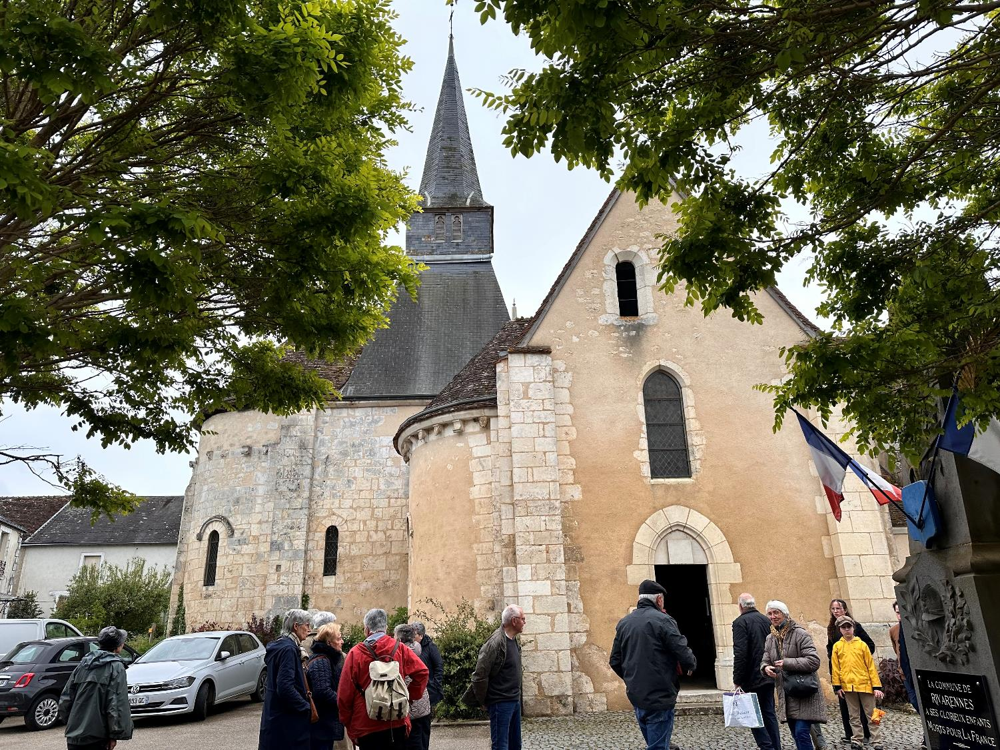 LA COMMUNE DE
RIVARENNES
A SES GLORIEUX ENFANTS
MORTS POUR LA FRANCE